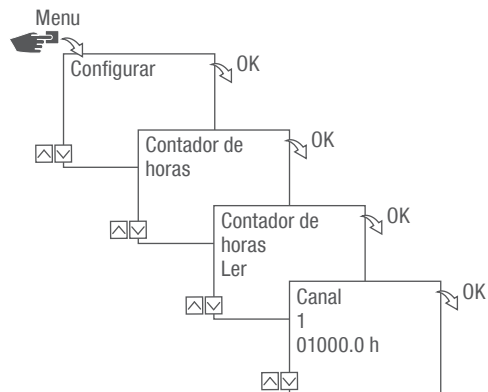 Menu
Configurar
OK
Contador de
horas
OK
Contador de
horas
Ler
OK
Canal
1
01000.0 h
OK